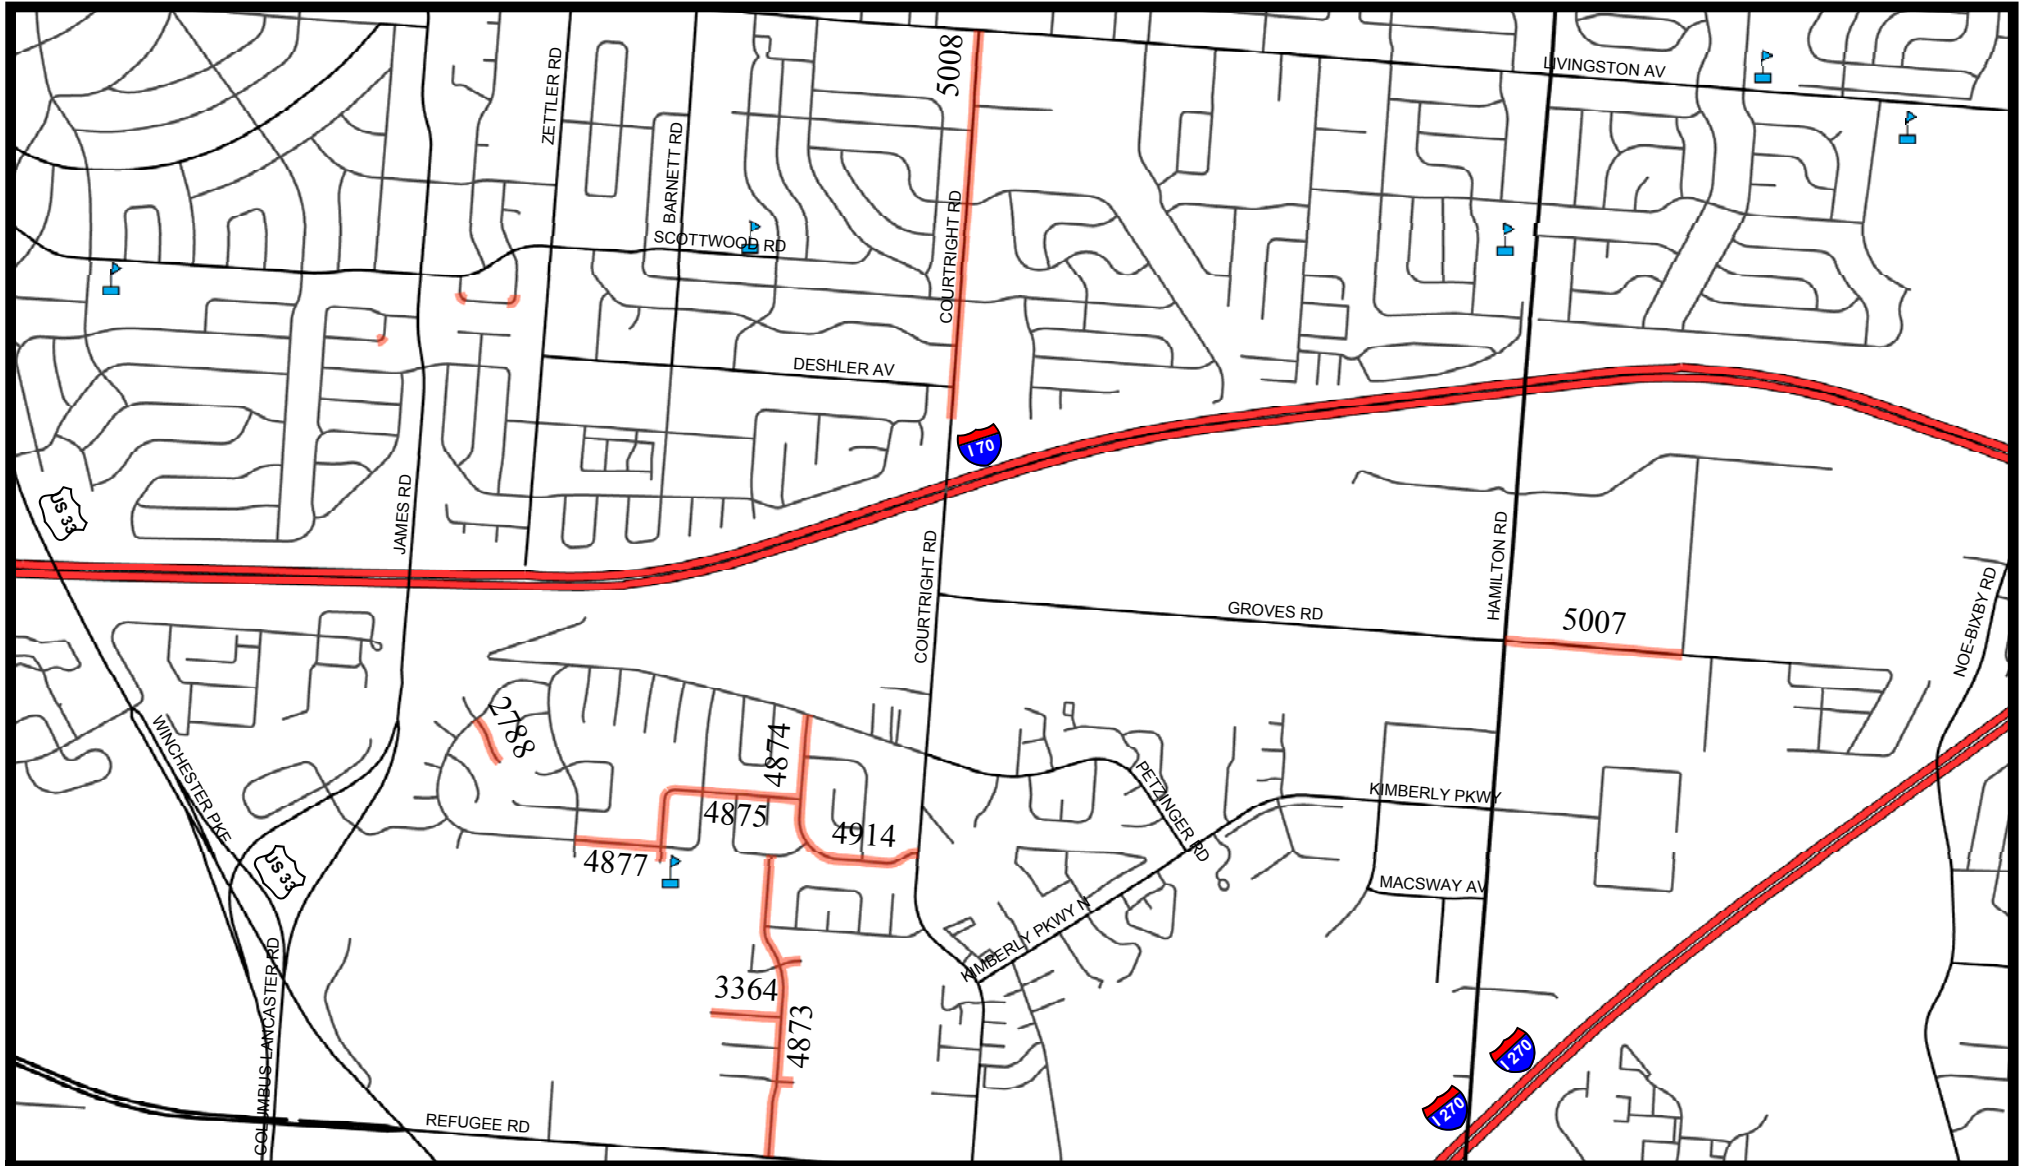 5008
LIVINGSTON AV
ZETTLER RD
BARNETT RD
SCOTTWOOD RD
COURTRIGHT RD
DESHLER AV
I 70
US 33
JAMES RD
COURTRIGHT RD
HAMILTON RD
GROVES RD
5007
NOE-BIXBY RD
2788
WINCHESTER PKE
4874
4875
4914
4877
PETZINGER RD
KIMBERLY PKWY
MACSWAY AV
US 33
KIMBERLY PKWY N
COLUMBUS LANCASTER RD
3364
4873
I 270
I 270
REFUGEE RD